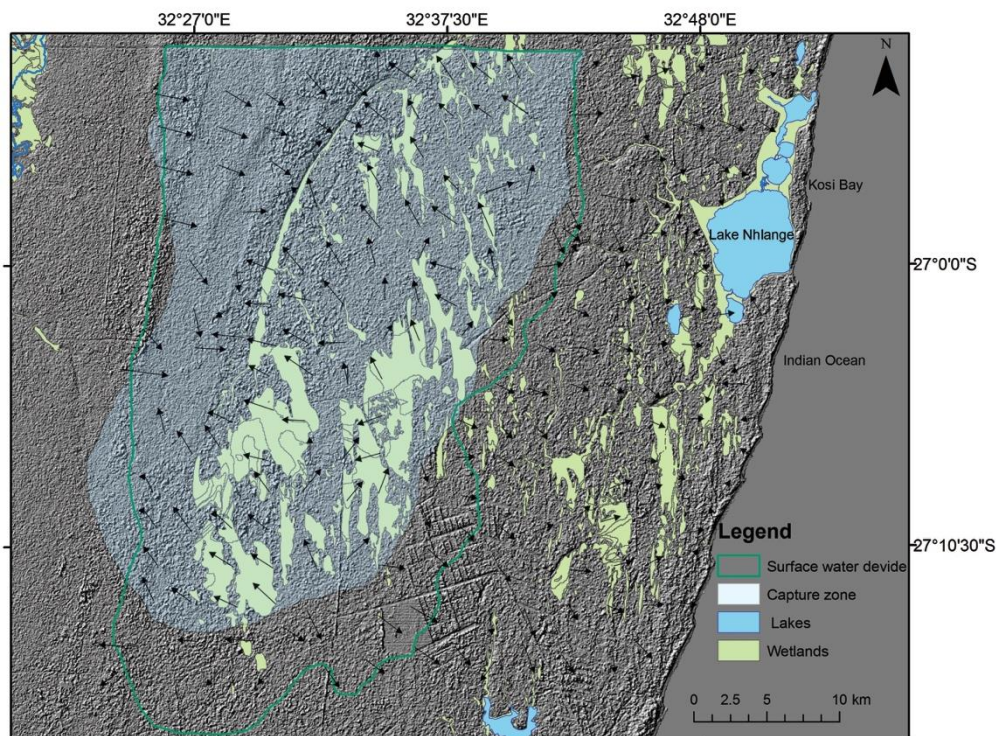 32°27'0"E 32°37'30"E 32°48'0"E
N
Kosi Bay
Lake Nhlange
27°0'0"S
Indian Ocean
Legend
27°10'30"S
Surface water devide
Capture zone
Lakes
Wetlands
0 2.5 5 10 km